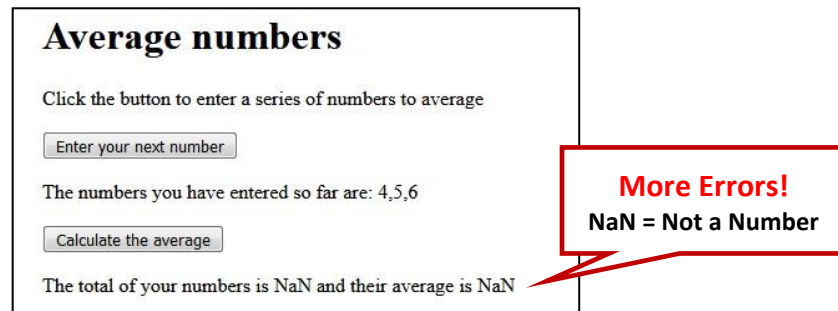 Average numbers
Click the button to enter a series of numbers to average
Enter your next number
The numbers you have entered so far are: 4,5,6
Calculate the average
The total of your numbers is NaN and their average is NaN
More Errors!
NaN = Not a Number